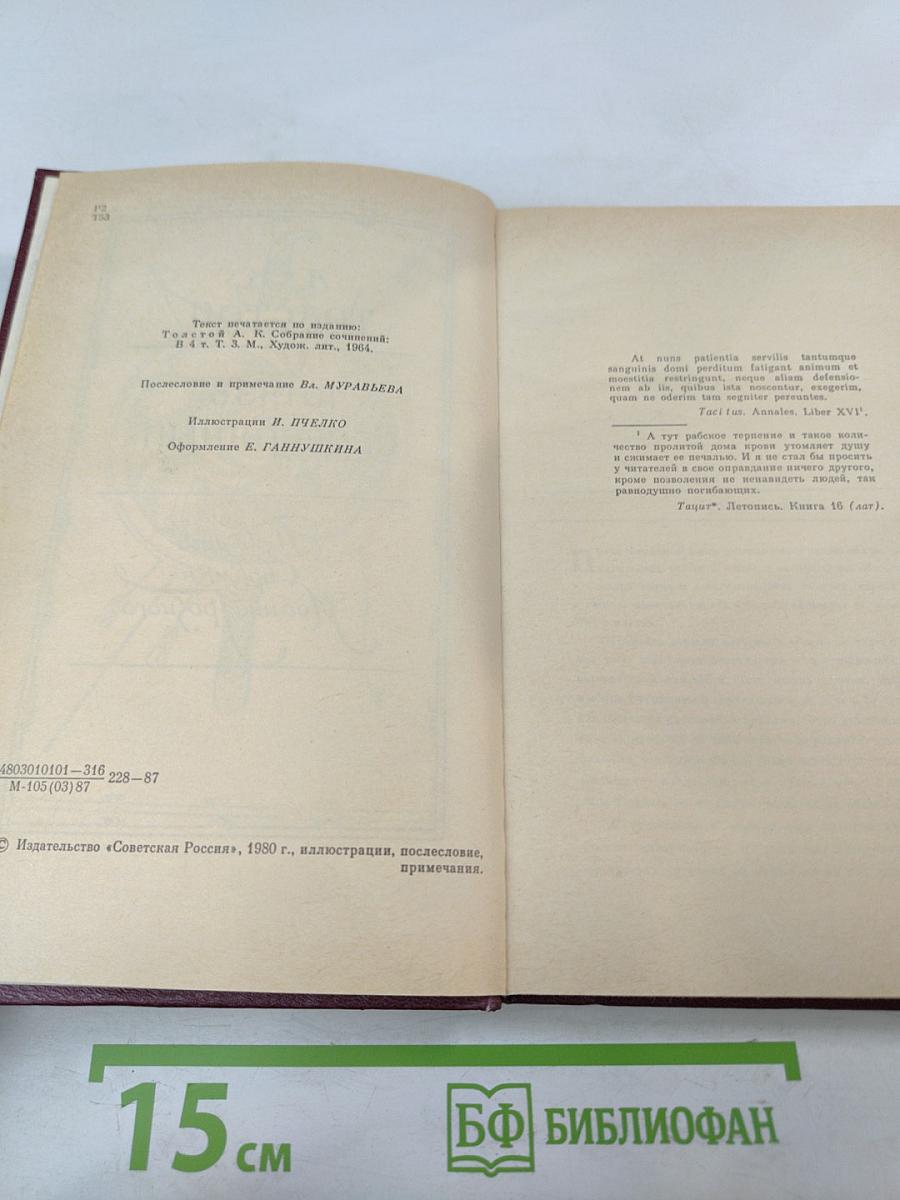 Р2
Т53
Текст печатается по изданию:
Толстой А. К. Собрание сочинений:
В 4 т. Т. 3. М., Худож. лит., 1964.
Послесловие и примечание Вл. МУРАВЬЕВА
Иллюстрации И. ПЧЕЛКО
Оформление Е. ГАННУШКИНА
4803010101—316
М-105(03)87
228—87
© Издательство «Советская Россия», 1980 г., иллюстрации, послесловие,
примечания.
At nuns patientia servilis tantumque
sanguinis domi perditum fatigant animum et
moestitia restringunt, neque aliam defensio-
nem ab iis, quibus ista noscentur, exegerim,
quam ne oderim tam segniter pereuntes.
Tacitus. Annales. Liber XVI¹.
¹ А тут рабское терпение и такое коли-
чество пролитой дома крови утомляет душу
и сжимает ее печалью. И я не стал бы просить
у читателей в свое оправдание ничего другого,
кроме позволения не ненавидеть людей, так
равнодушно погибающих.
Тацит*. Летопись. Книга 16 (лат).
15 см
БФ БИБЛИОФАН